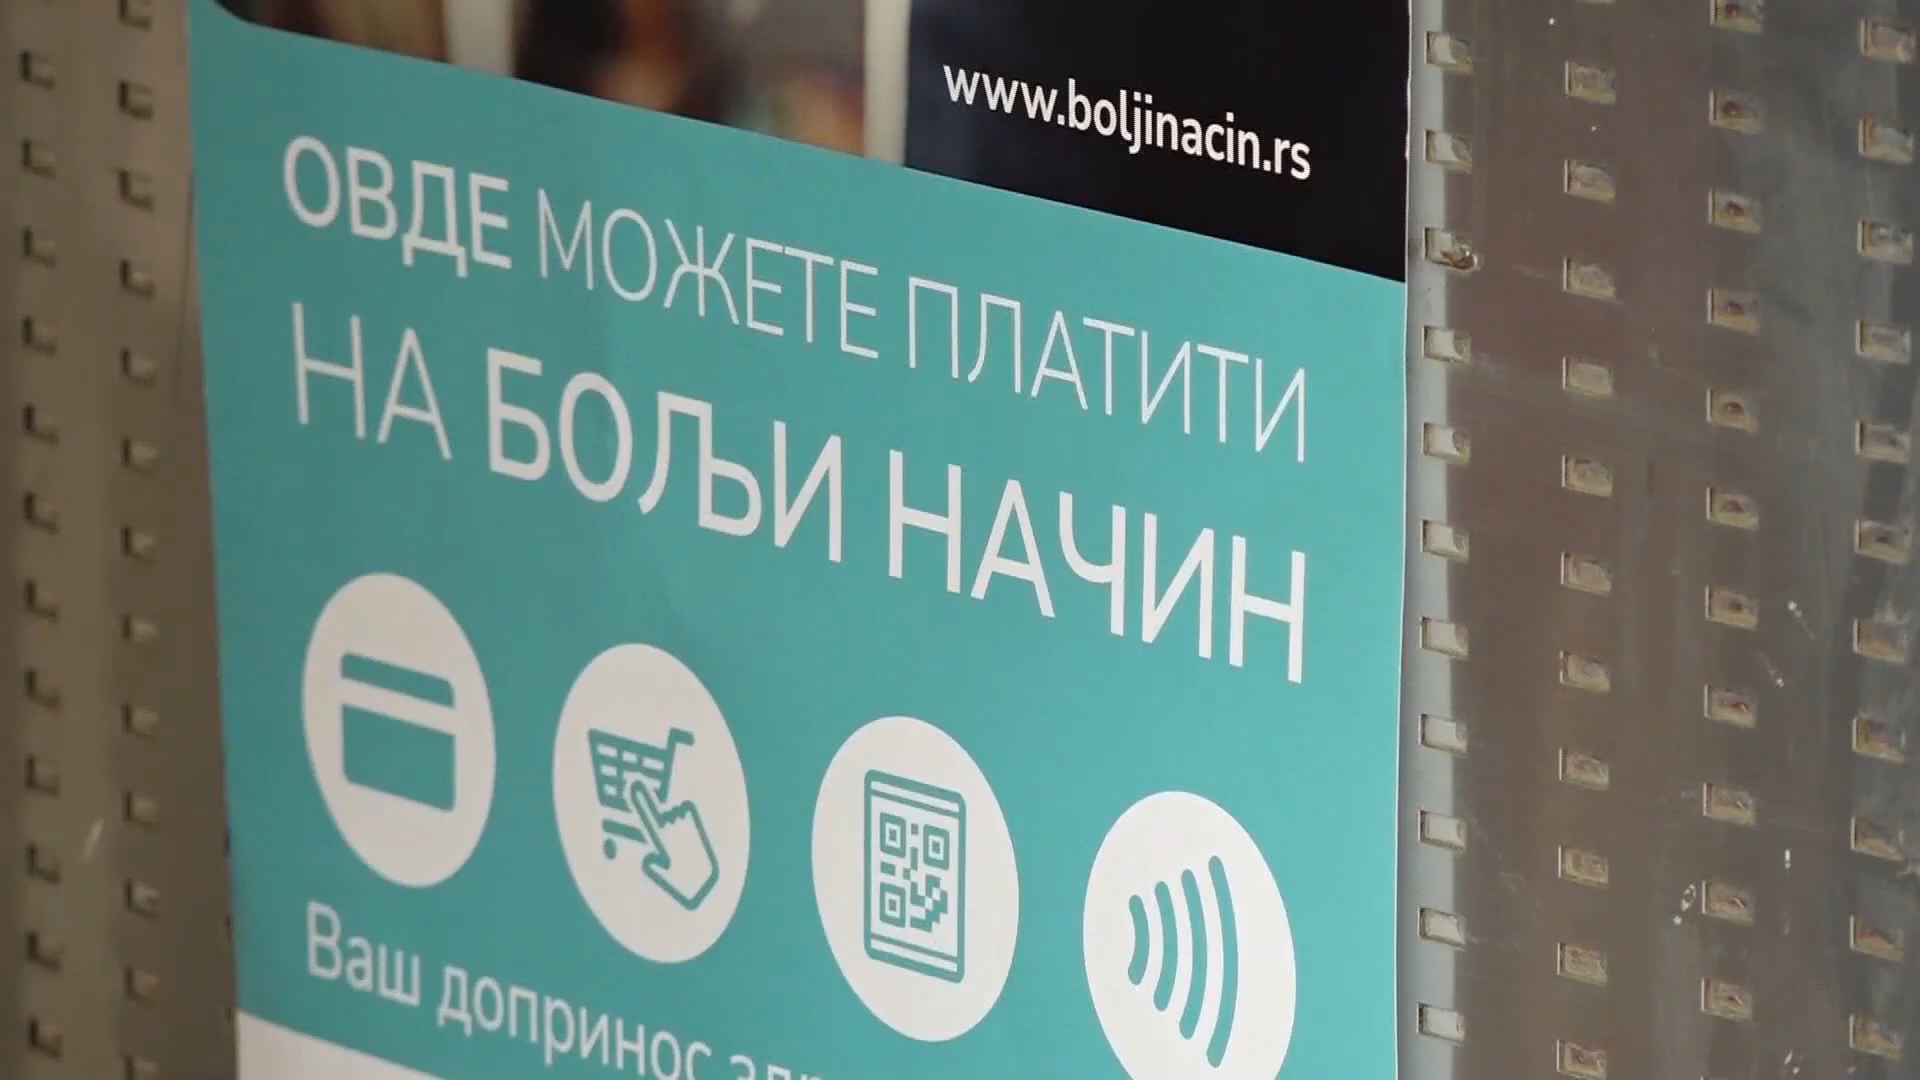 www.boljinacin.rs
ОВДЕ МОЖЕТЕ ПЛАТИТИ
НА БОЉИ НАЧИН
Ваш допринос